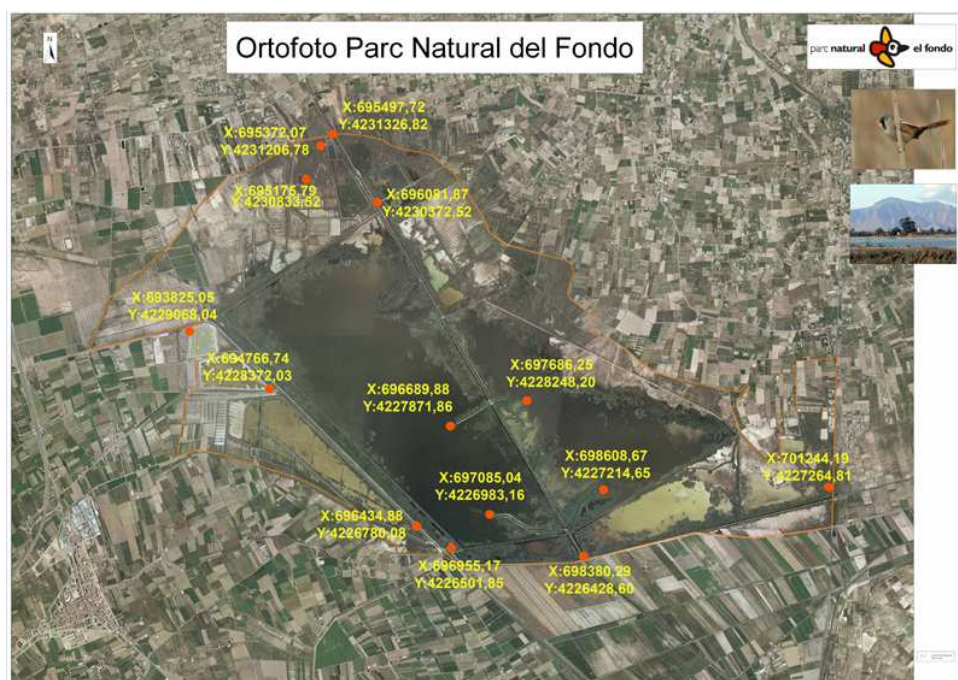 Ortofoto Parc Natural del Fondo
parc natural el fondo
N
X:695497,72
Y:4231326,82
X:695372,07
Y:4231206,78
X:695175,79
Y:4230833,52
X:696081,87
Y:4230372,52
X:693825,05
Y:4229068,04
X:694766,74
Y:4228372,03
X:697686,25
Y:4228248,20
X:696689,88
Y:4227871,86
X:698608,67
Y:4227214,65
X:701244,19
Y:4227264,81
X:697085,04
Y:4226983,16
X:696434,88
Y:4226780,08
X:696955,17
Y:4226501,85
X:698380,29
Y:4226428,60